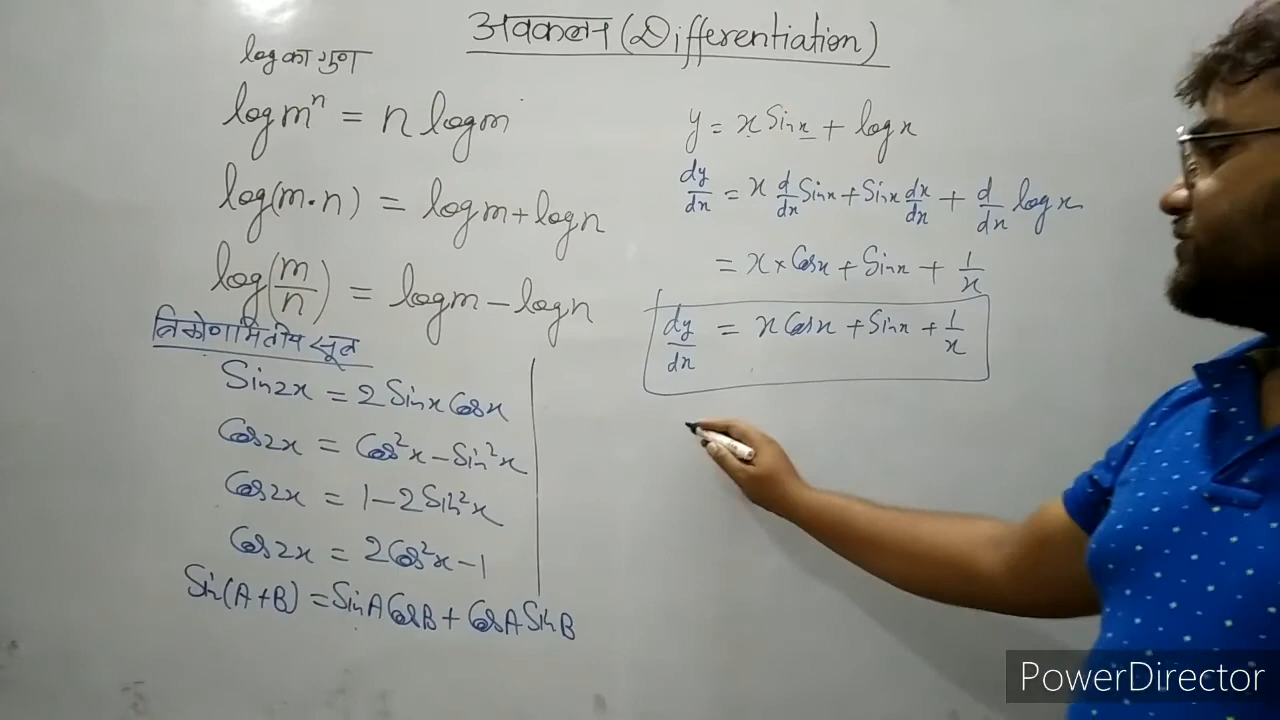 अवकलन (Differentiation)
log का गुण
log mⁿ = n log m
log(m·n) = log m + log n
log(m/n) = log m - log n
त्रिकोणमितीय सूत्र
Sin2x = 2 Sinx Cosx
Cos2x = Cos²x - Sin²x
Cos2x = 1 - 2 Sin²x
Cos2x = 2Cos²x - 1
Sin(A+B) = SinA CosB + CosA SinB
y = x Sinx + log x
dy/dx = x d/dx Sinx + Sinx dx/dx + d/dx log x
= x × Cosx + Sinx + 1/x
dy/dx = x Cosx + Sinx + 1/x
PowerDirector